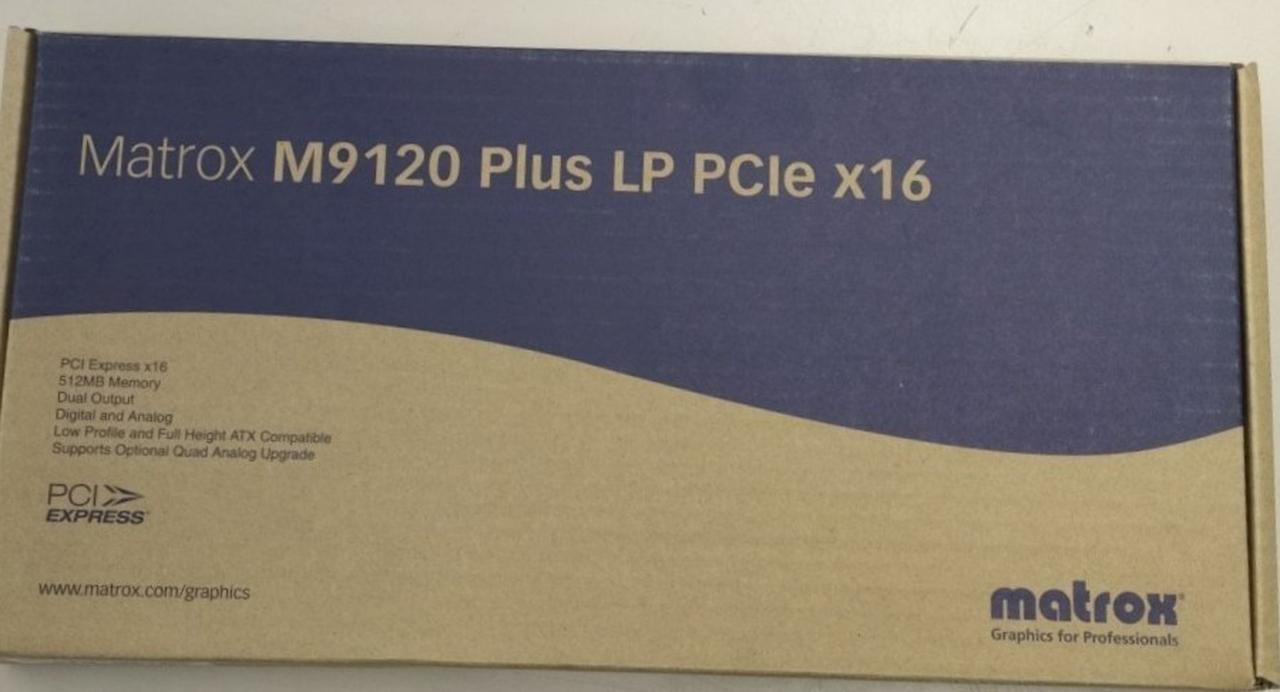 Matrox M9120 Plus LP PCIe x16
PCI Express x16
512MB Memory
Dual Output
Digital and Analog
Low Profile and Full Height ATX Compatible
Supports Optional Quad Analog Upgrade
PCI
EXPRESS
www.matrox.com/graphics
matrox
Graphics for Professionals